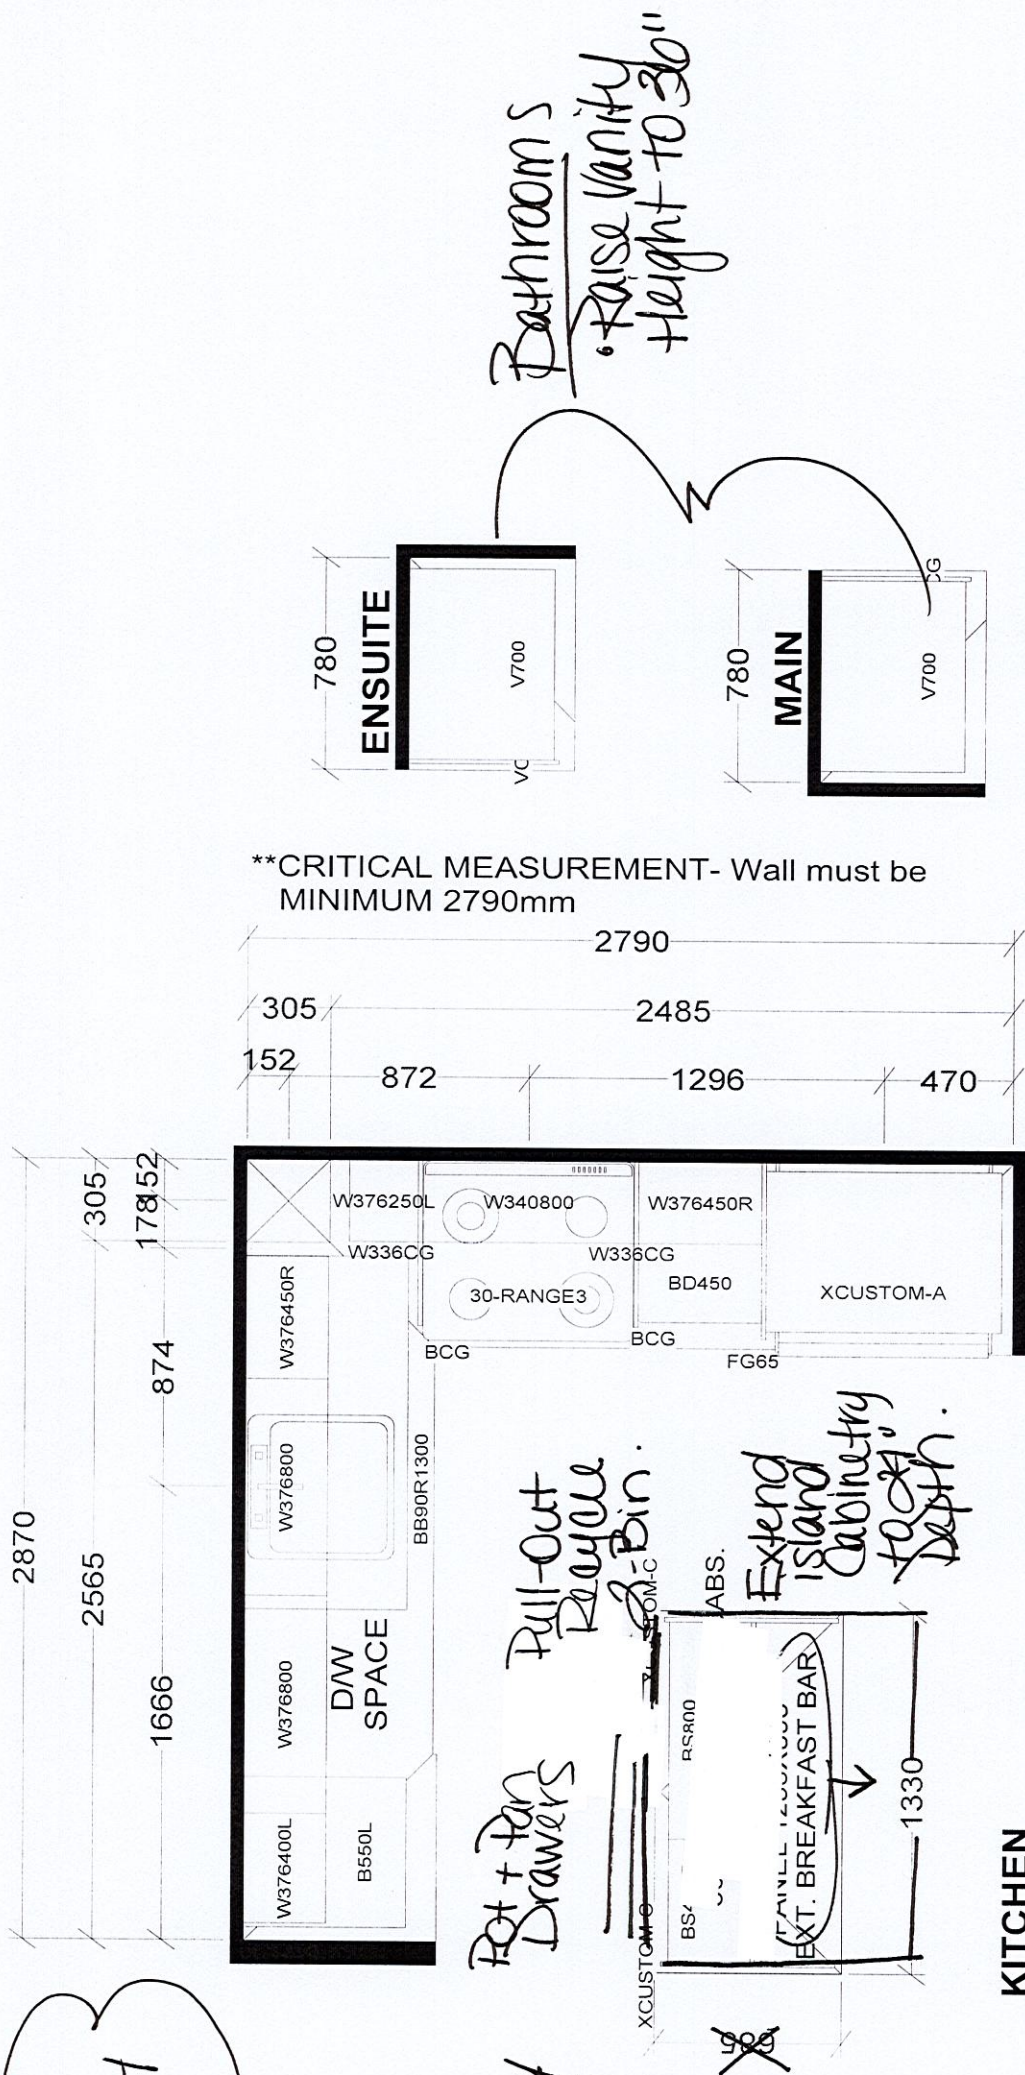 Bathrooms
• Raise Vanity
Height to 36"
780
ENSUITE
V700
780
MAIN
V700
CG
**CRITICAL MEASUREMENT- Wall must be
MINIMUM 2790mm
2790
305
2485
152
872
1296
470
2870
305
2565
152
178
874
1666
W376250L
W340800
W376450R
W336CG
W336CG
30-RANGE3
BD450
XCUSTOM-A
BCG
BCG
FG65
W376450R
W376800
W376800
W376400L
BB90R1300
D/W
SPACE
B550L
Pot + Pan
Drawers
Pull-Out
Recycle
2-Bin.
Extend
Island
Cabinetry
to 24"
Depth.
XCUSTOM-C
STOM-C
ABS.
BS800
EXT. BREAKFAST BAR
1330
KITCHEN